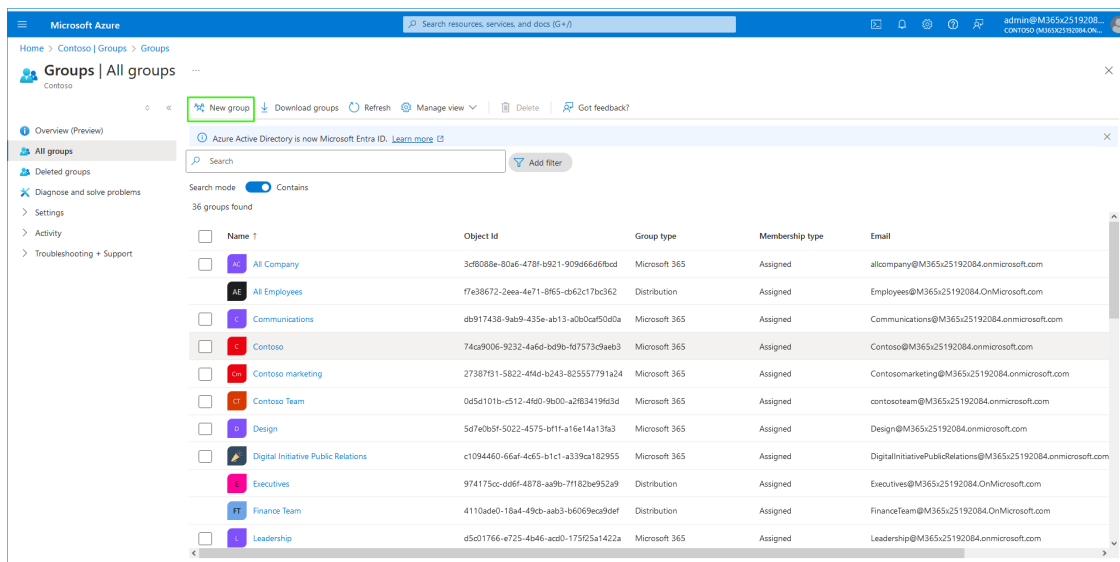 Microsoft Azure
Search resources, services, and docs (G+/)
admin@M365x2519208...
CONTOSO (M365X25192084.ON...
Home > Contoso | Groups > Groups
Groups | All groups ...
Contoso
New group Download groups Refresh Manage view Delete Got feedback?
Overview (Preview)
All groups
Deleted groups
Diagnose and solve problems
Settings
Activity
Troubleshooting + Support
Azure Active Directory is now Microsoft Entra ID. Learn more
Search
Add filter
Search mode Contains
36 groups found
Name ↑ Object Id Group type Membership type Email
AC All Company 3cf8088e-80a6-478f-b921-909d66d6fbcd Microsoft 365 Assigned allcompany@M365x25192084.onmicrosoft.com
AE All Employees f7e38672-2eea-4e71-8f65-cb62c17bc362 Distribution Assigned Employees@M365x25192084.OnMicrosoft.com
C Communications db917438-9ab9-435e-ab13-a0b0caf50d0a Microsoft 365 Assigned Communications@M365x25192084.onmicrosoft.com
C Contoso 74ca9006-9232-4a6d-bd9b-fd7573c9aeb3 Microsoft 365 Assigned Contoso@M365x25192084.onmicrosoft.com
Cm Contoso marketing 27387f31-5822-4f4d-b243-825557791a24 Microsoft 365 Assigned Contosomarketing@M365x25192084.onmicrosoft.com
CT Contoso Team 0d5d101b-c512-4fd0-9b00-a2f83419fd3d Microsoft 365 Assigned contosoteam@M365x25192084.onmicrosoft.com
D Design 5d7e0b5f-5022-4575-bf1f-a16e14a13fa3 Microsoft 365 Assigned Design@M365x25192084.onmicrosoft.com
Digital Initiative Public Relations c1094460-66af-4c65-b1c1-a339ca182955 Microsoft 365 Assigned DigitalInitiativePublicRelations@M365x25192084.onmicrosoft.com
E Executives 974175cc-dd6f-4878-aa9b-7f182be952a9 Distribution Assigned Executives@M365x25192084.OnMicrosoft.com
FT Finance Team 4110ade0-18a4-49cb-aab3-b6069eca9def Distribution Assigned FinanceTeam@M365x25192084.OnMicrosoft.com
L Leadership d5c01766-e725-4b46-acd0-175f25a1422a Microsoft 365 Assigned Leadership@M365x25192084.onmicrosoft.com